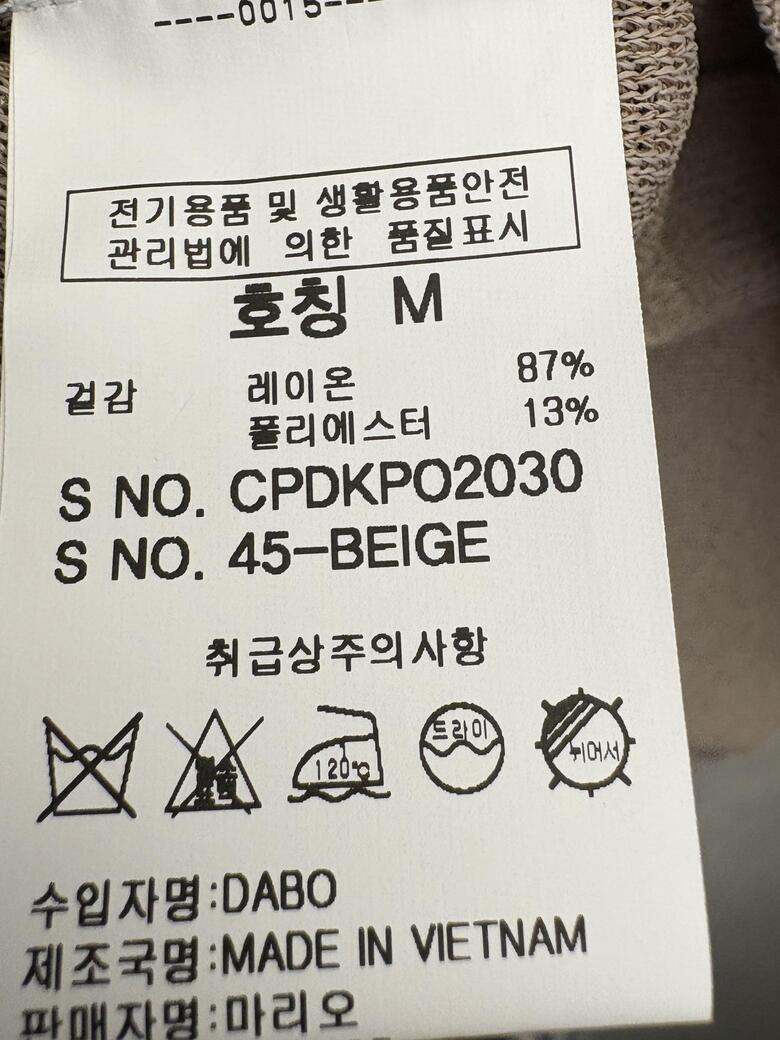 ----0015---
전기용품 및 생활용품안전
관리법에 의한 품질표시
호칭 M
겉감 레이온 87%
폴리에스터 13%
S NO. CPDKPO2030
S NO. 45-BEIGE
취급상주의사항
120℃ 드라이 뉘어서
수입자명:DABO
제조국명:MADE IN VIETNAM
판매자명:마리오